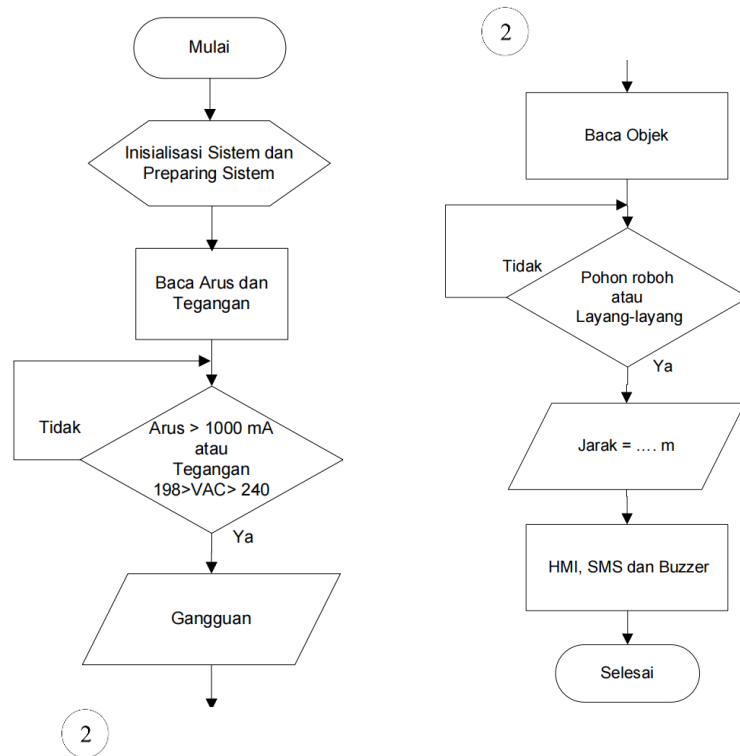 Mulai
Inisialisasi Sistem dan
Preparing Sistem
Baca Arus dan
Tegangan
Tidak
Arus > 1000 mA
atau
Tegangan
198>VAC> 240
Ya
Gangguan
2
2
Baca Objek
Tidak
Pohon roboh
atau
Layang-layang
Ya
Jarak = .... m
HMI, SMS dan Buzzer
Selesai